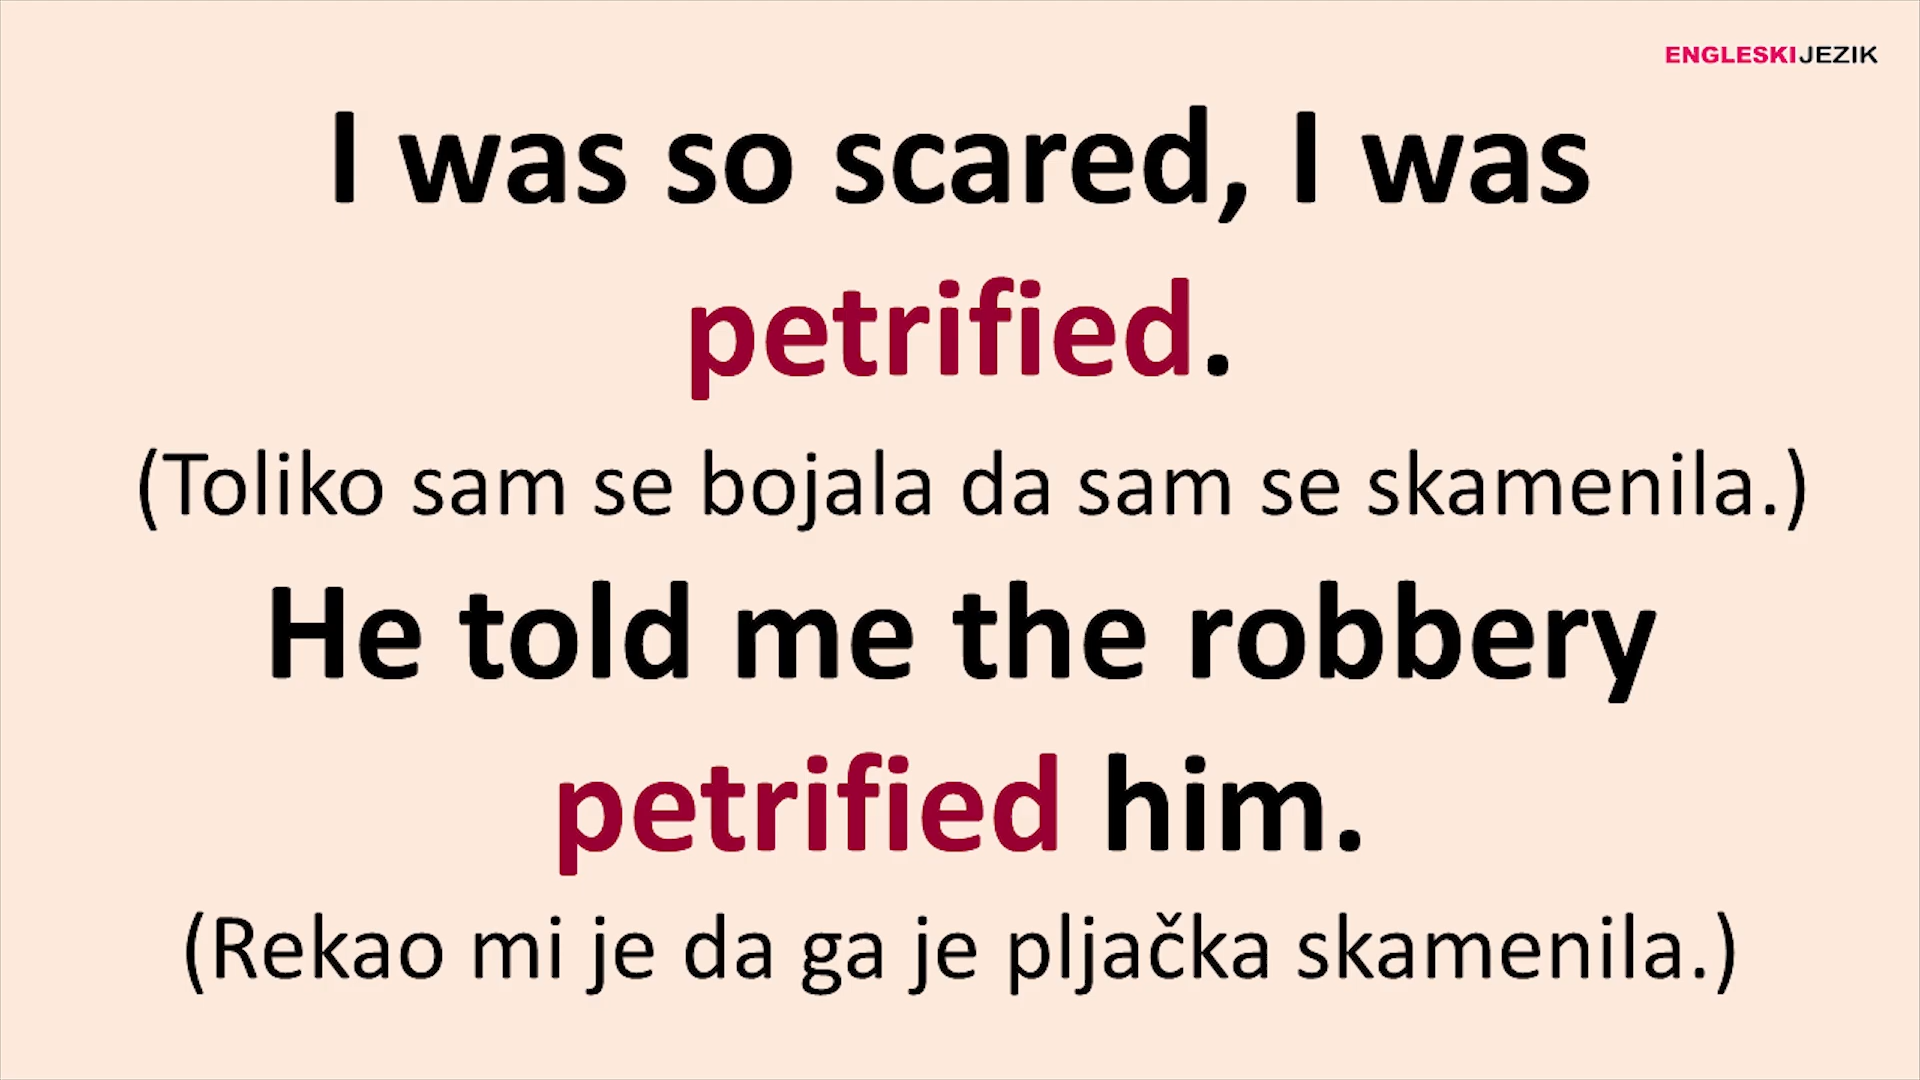 ENGLESKIJEZIK
I was so scared, I was
petrified.
(Toliko sam se bojala da sam se skamenila.)
He told me the robbery
petrified him.
(Rekao mi je da ga je pljačka skamenila.)